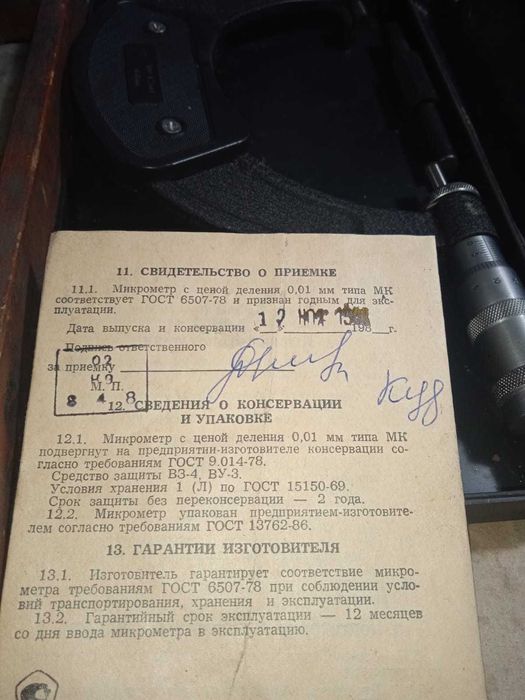 11. СВИДЕТЕЛЬСТВО О ПРИЕМКЕ
11.1. Микрометр с ценой деления 0,01 мм типа МК
соответствует ГОСТ 6507-78 и признан годным для экс-
плуатации.
Дата выпуска и консервации 198 г.
Подпись ответственного
за приемку
М. П.
12. СВЕДЕНИЯ О КОНСЕРВАЦИИ
И УПАКОВКЕ
12.1. Микрометр с ценой деления 0,01 мм типа МК
подвергнут на предприятии-изготовителе консервации со-
гласно требованиям ГОСТ 9.014-78.
Средство защиты ВЗ-4, ВУ-3.
Условия хранения 1 (Л) по ГОСТ 15150-69.
Срок защиты без переконсервации — 2 года.
12.2. Микрометр упакован предприятием-изготовите-
лем согласно требованиям ГОСТ 13762-86.
13. ГАРАНТИИ ИЗГОТОВИТЕЛЯ
13.1. Изготовитель гарантирует соответствие микро-
метра требованиям ГОСТ 6507-78 при соблюдении усло-
вий транспортирования, хранения и эксплуатации.
13.2. Гарантийный срок эксплуатации — 12 месяцев
со дня ввода микрометра в эксплуатацию.